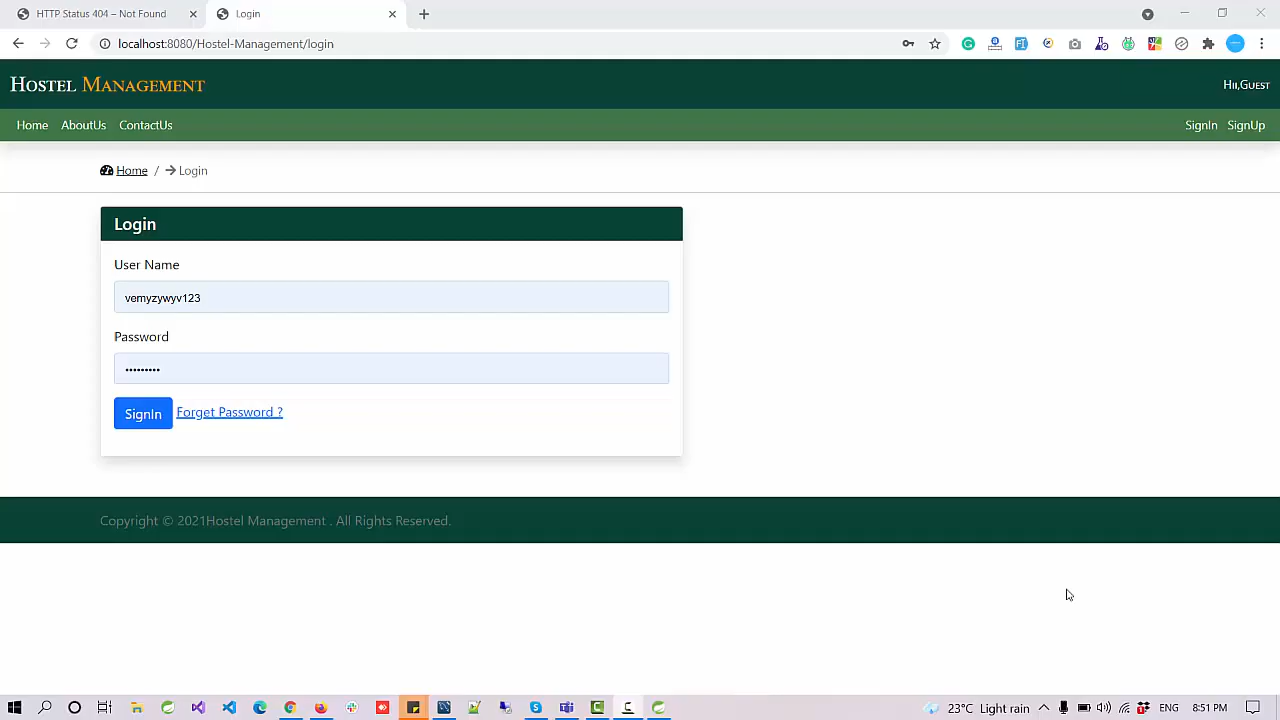 HTTP Status 404 – Not Found
Login
localhost:8080/Hostel-Management/login
Hostel Management
Hii,Guest
Home AboutUs ContactUs
SignIn SignUp
Home / Login
Login
User Name
vemyzywyv123
Password
•••••••••
SignIn Forget Password ?
Copyright © 2021Hostel Management . All Rights Reserved.
23°C Light rain ENG 8:51 PM